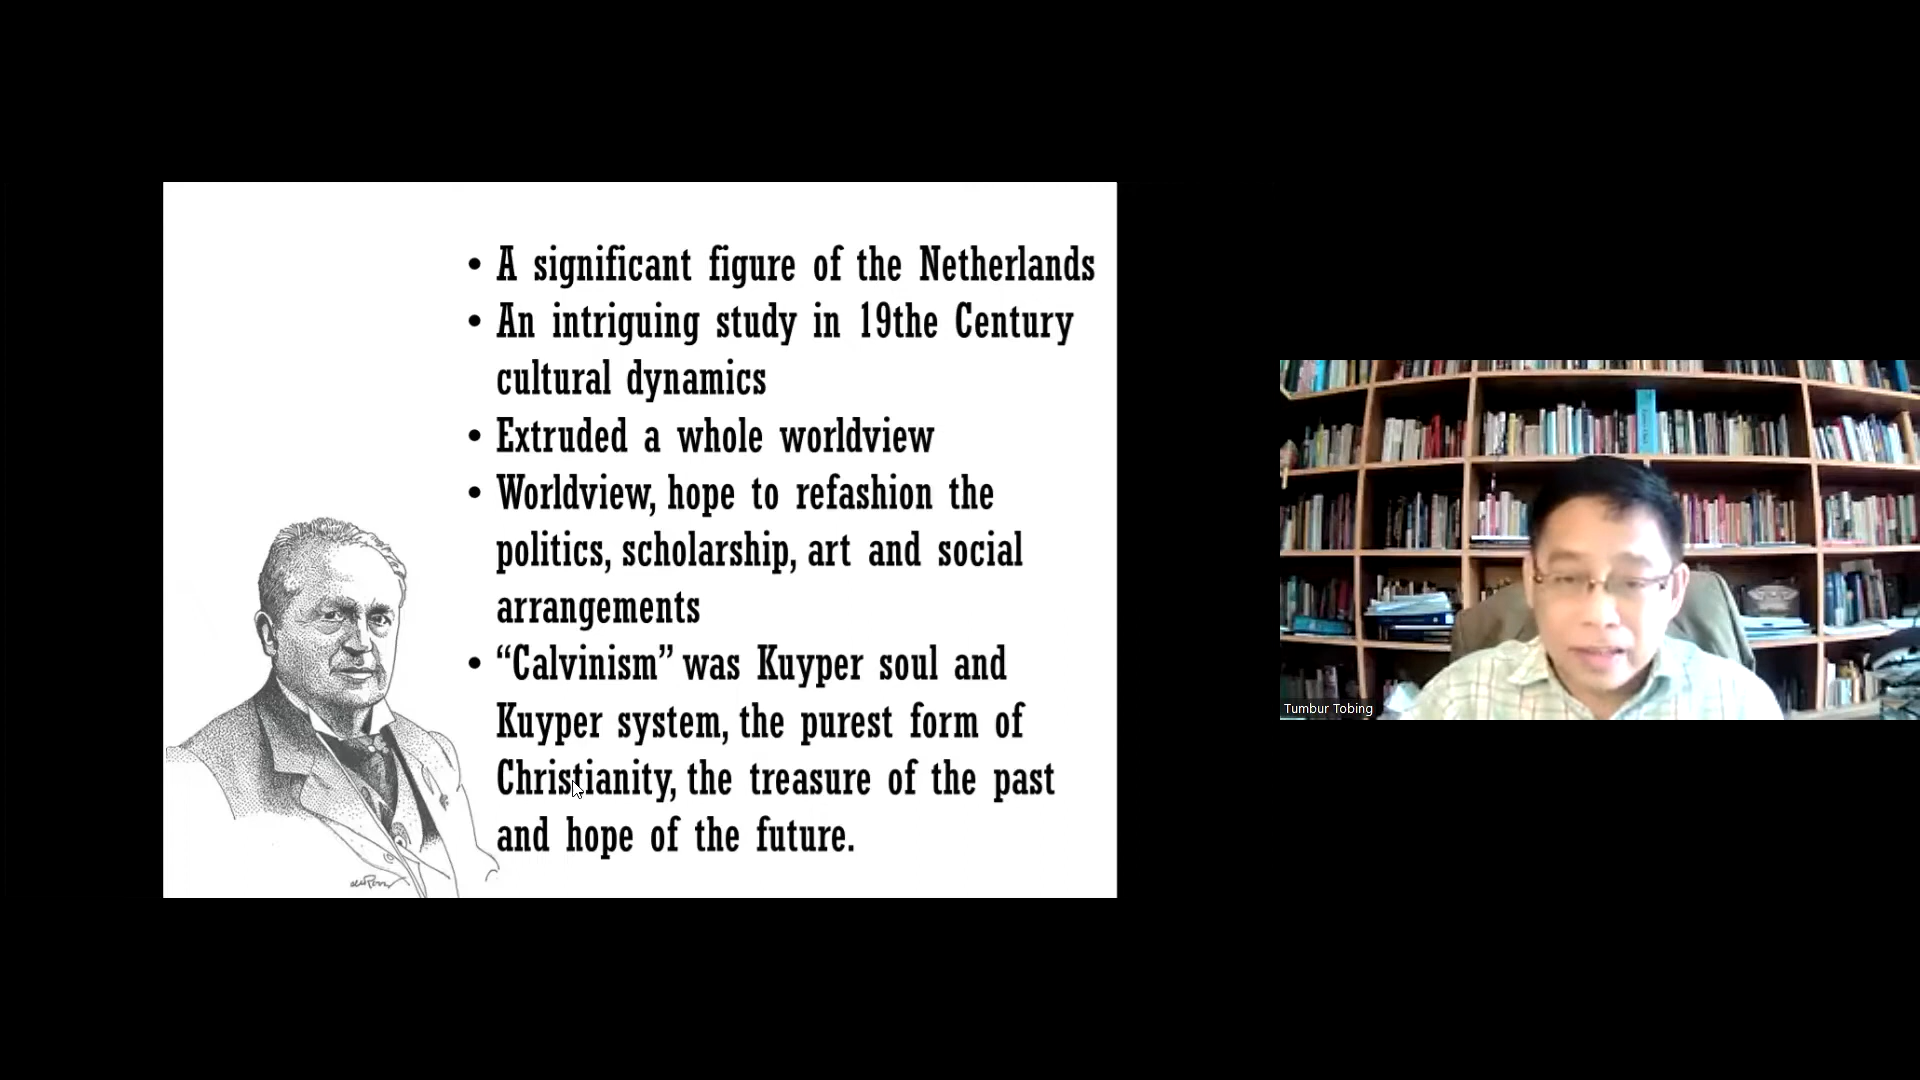 • A significant figure of the Netherlands
• An intriguing study in 19the Century
cultural dynamics
• Extruded a whole worldview
• Worldview, hope to refashion the
politics, scholarship, art and social
arrangements
• “Calvinism” was Kuyper soul and
Kuyper system, the purest form of
Christianity, the treasure of the past
and hope of the future.
Tumbur Tobing